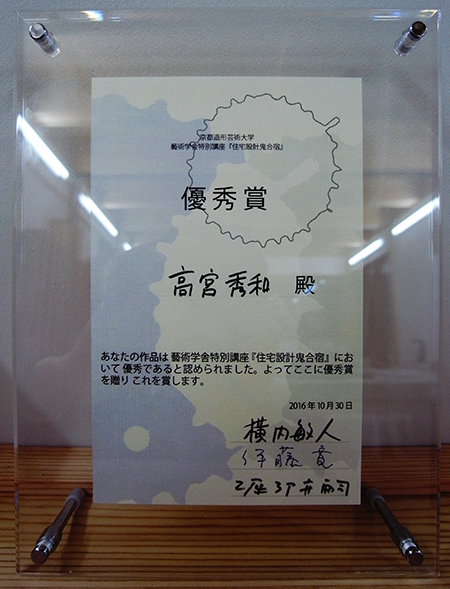 京都造形芸術大学
藝術学舎特別講座『住宅設計鬼合宿』
優秀賞
高宮秀和 殿
あなたの作品は 藝術学舎特別講座『住宅設計鬼合宿』にお
いて 優秀であると認められました。よってここに優秀賞
を贈り これを賞します。
2016年10月30日
横内敏人
伊藤寛